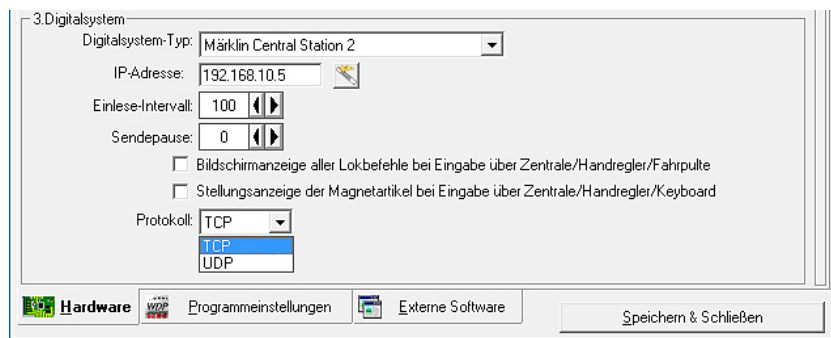 3.Digitalsystem
Digitalsystem-Typ: Märklin Central Station 2
IP-Adresse: 192.168.10.5
Einlese-Intervall: 100
Sendepause: 0
Bildschirmanzeige aller Lokbefehle bei Eingabe über Zentrale/Handregler/Fahrpulte
Stellungsanzeige der Magnetartikel bei Eingabe über Zentrale/Handregler/Keyboard
Protokoll: TCP
TCP
UDP
Hardware WDP Programmeinstellungen Externe Software
Speichern & Schließen